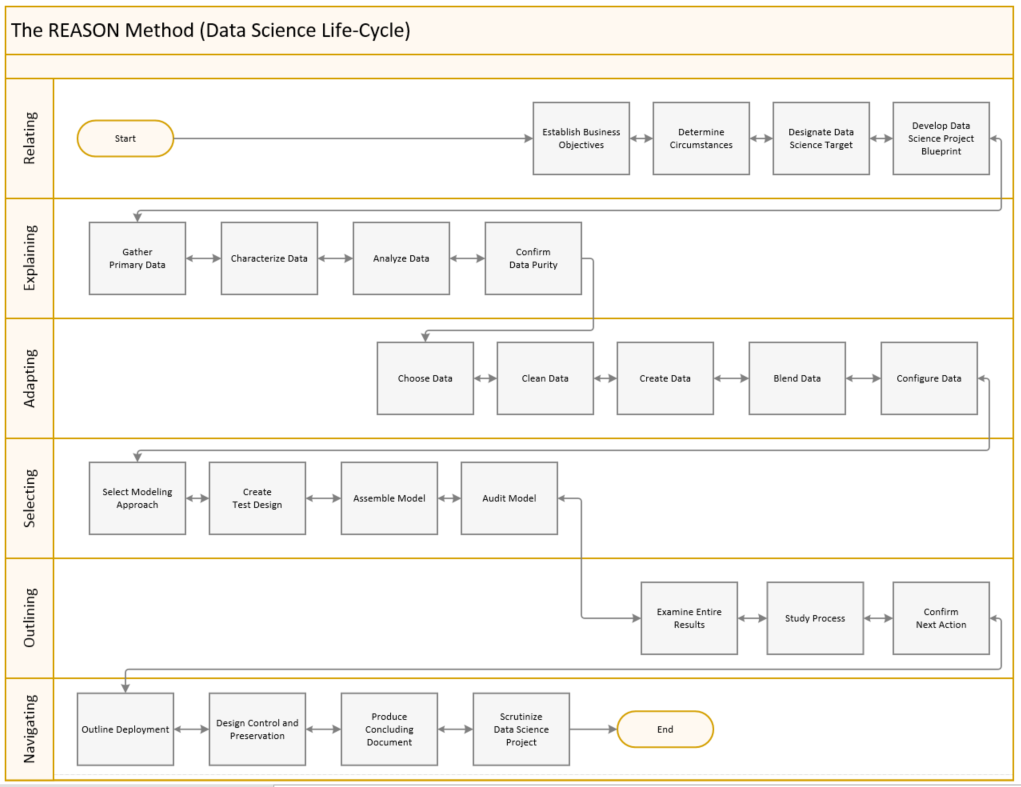 The REASON Method (Data Science Life-Cycle)
Relating
Start
Establish Business
Objectives
Determine
Circumstances
Designate Data
Science Target
Develop Data
Science Project
Blueprint
Explaining
Gather
Primary Data
Characterize Data
Analyze Data
Confirm
Data Purity
Adapting
Choose Data
Clean Data
Create Data
Blend Data
Configure Data
Selecting
Select Modeling
Approach
Create
Test Design
Assemble Model
Audit Model
Outlining
Examine Entire
Results
Study Process
Confirm
Next Action
Navigating
Outline Deployment
Design Control and
Preservation
Produce
Concluding
Document
Scrutinize
Data Science
Project
End